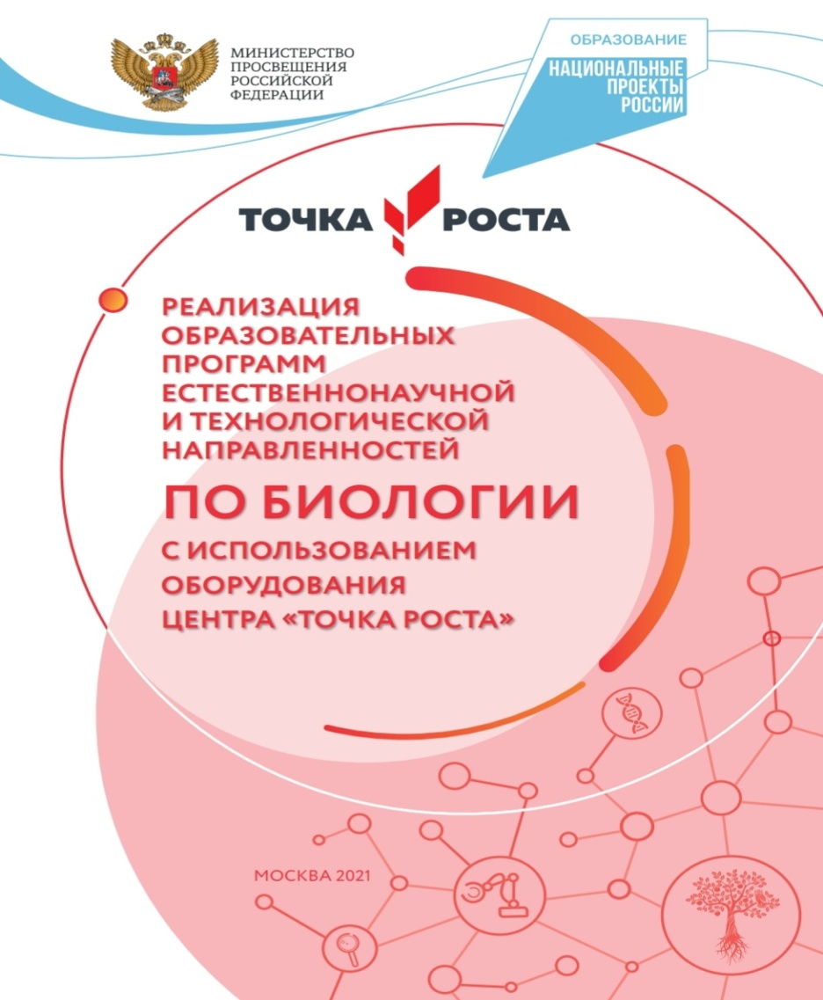 МИНИСТЕРСТВО
ПРОСВЕЩЕНИЯ
РОССИЙСКОЙ
ФЕДЕРАЦИИ
ОБРАЗОВАНИЕ
НАЦИОНАЛЬНЫЕ
ПРОЕКТЫ
РОССИИ
ТОЧКА РОСТА
РЕАЛИЗАЦИЯ
ОБРАЗОВАТЕЛЬНЫХ
ПРОГРАММ
ЕСТЕСТВЕННОНАУЧНОЙ
И ТЕХНОЛОГИЧЕСКОЙ
НАПРАВЛЕННОСТЕЙ
ПО БИОЛОГИИ
С ИСПОЛЬЗОВАНИЕМ
ОБОРУДОВАНИЯ
ЦЕНТРА «ТОЧКА РОСТА»
МОСКВА 2021